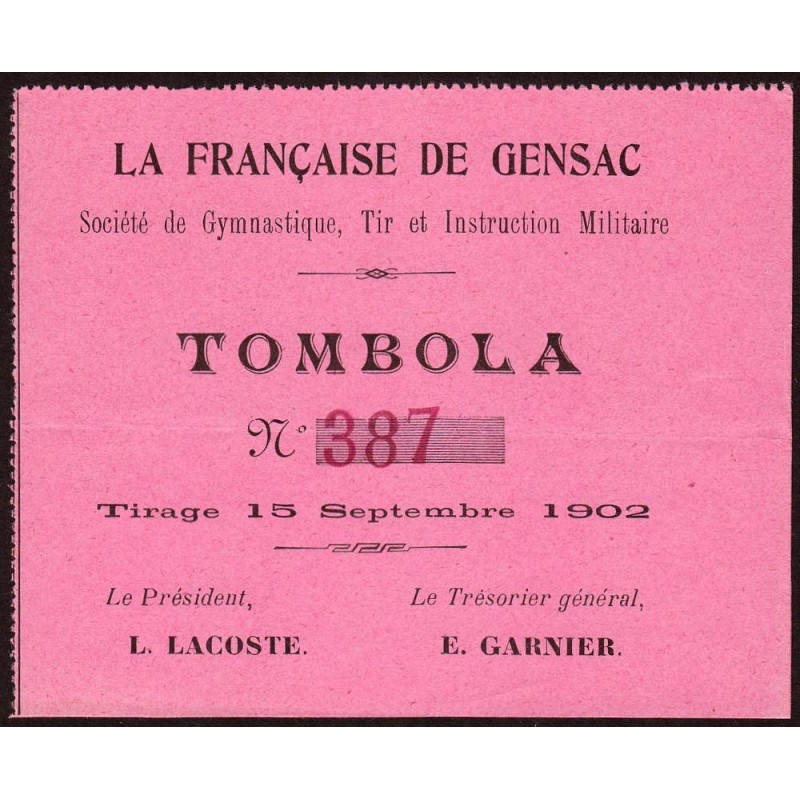 LA FRANÇAISE DE GENSAC
Société de Gymnastique, Tir et Instruction Militaire
TOMBOLA
N° 387
Tirage 15 Septembre 1902
Le Président, Le Trésorier général,
L. LACOSTE. E. GARNIER.